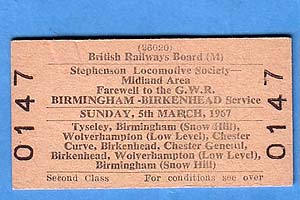 (26020)
British Railways Board (M)
Stephenson Locomotive Society—
Midland Area
Farewell to the G.W.R.
BIRMINGHAM-BIRKENHEAD Service
SUNDAY, 5th MARCH, 1967
Tyseley, Birmingham (Snow Hill),
Wolverhampton (Low Level), Chester
Curve, Birkenhead, Chester General,
Birkenhead, Wolverhampton (Low Level),
Birmingham (Snow Hill)
Second Class For conditions see over
0147
0147